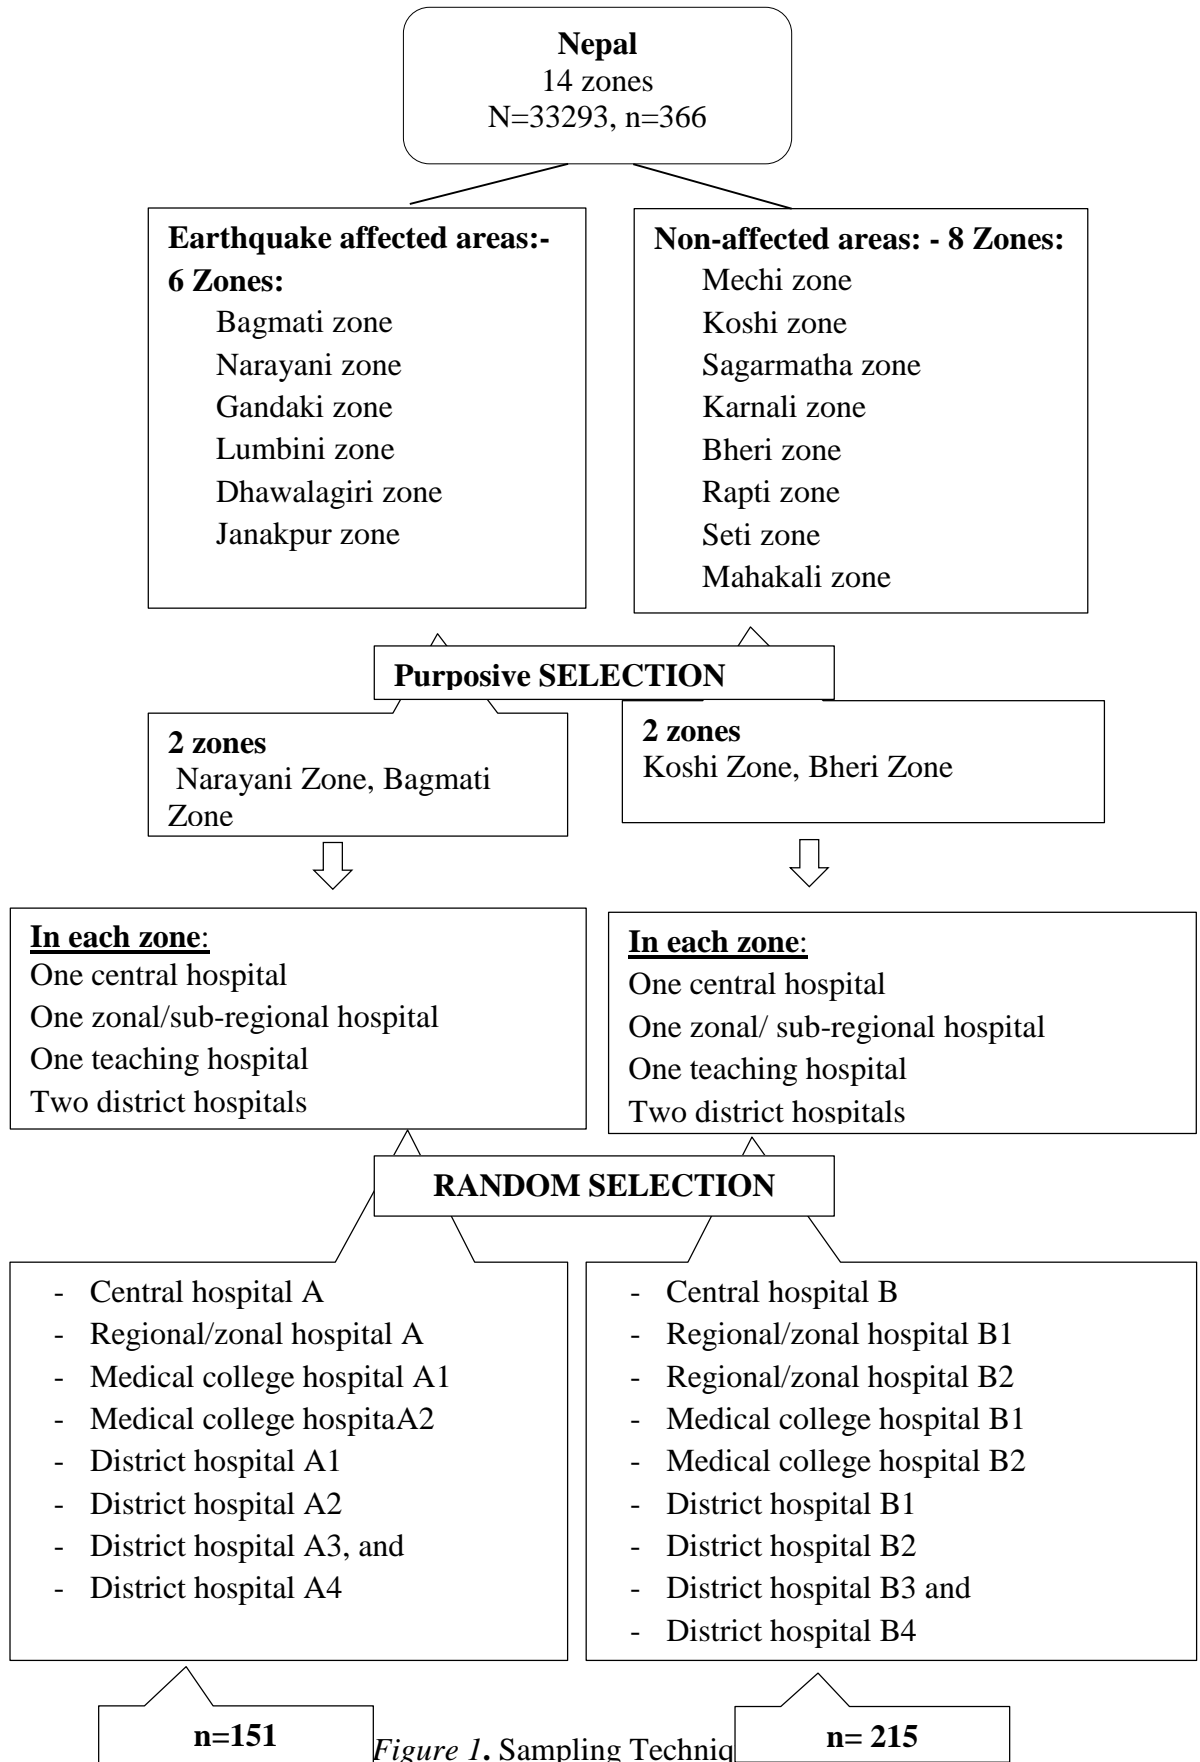 Nepal
14 zones
N=33293, n=366
Earthquake affected areas:-
6 Zones:
Bagmati zone
Narayani zone
Gandaki zone
Lumbini zone
Dhawalagiri zone
Janakpur zone
Non-affected areas: - 8 Zones:
Mechi zone
Koshi zone
Sagarmatha zone
Karnali zone
Bheri zone
Rapti zone
Seti zone
Mahakali zone
Purposive SELECTION
2 zones
Narayani Zone, Bagmati
Zone
2 zones
Koshi Zone, Bheri Zone
In each zone:
One central hospital
One zonal/sub-regional hospital
One teaching hospital
Two district hospitals
In each zone:
One central hospital
One zonal/ sub-regional hospital
One teaching hospital
Two district hospitals
RANDOM SELECTION
- Central hospital A
- Regional/zonal hospital A
- Medical college hospital A1
- Medical college hospitaA2
- District hospital A1
- District hospital A2
- District hospital A3, and
- District hospital A4
- Central hospital B
- Regional/zonal hospital B1
- Regional/zonal hospital B2
- Medical college hospital B1
- Medical college hospital B2
- District hospital B1
- District hospital B2
- District hospital B3 and
- District hospital B4
n=151
n= 215
Figure 1. Sampling Techniq